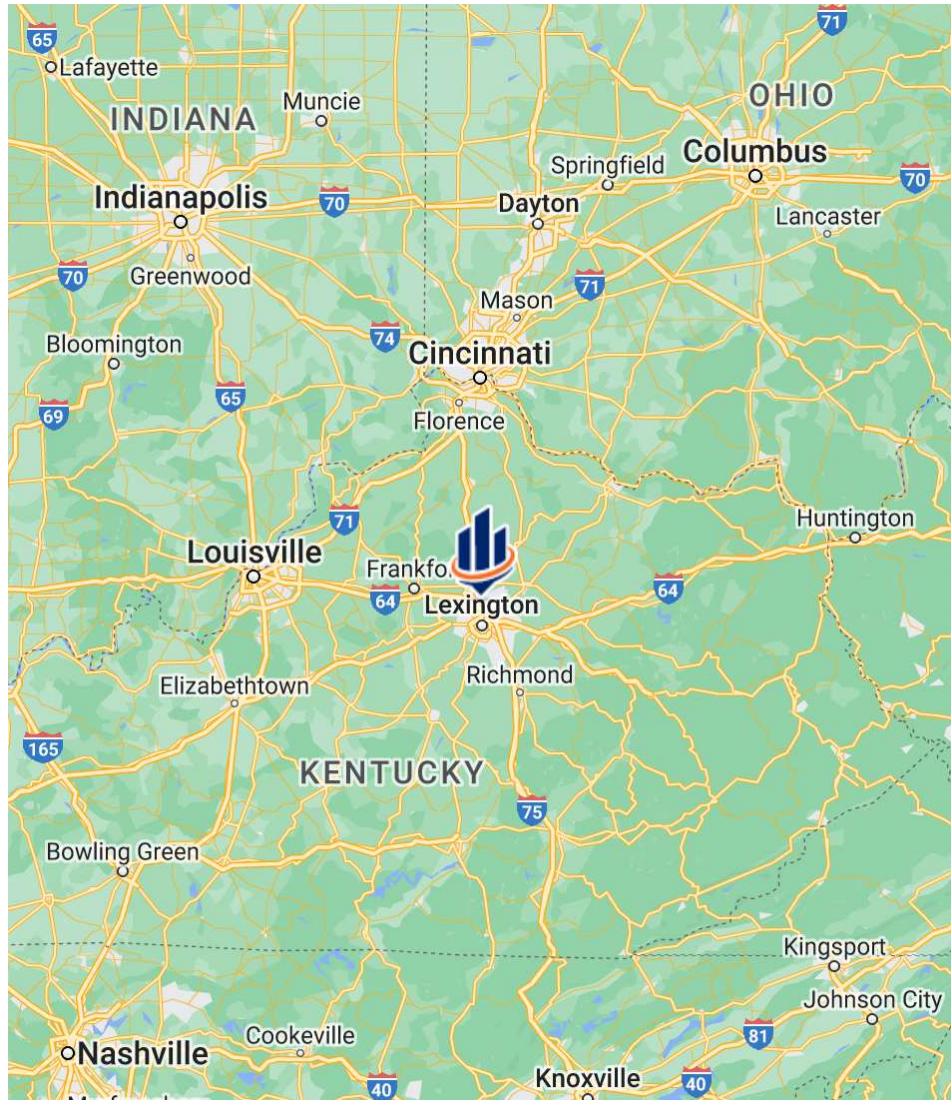 71
65
Lafayette
OHIO
Muncie
INDIANA
Columbus
Springfield
70
Indianapolis
70
Dayton
Lancaster
Greenwood
70
71
Mason
74
Bloomington
Cincinnati
65
69
Florence
71
Huntington
Louisville
Frankfo
64
64
Lexington
Richmond
Elizabethtown
165
KENTUCKY
75
Bowling Green
Kingsport
Johnson City
Cookeville
81
Nashville
Knoxville
40
40